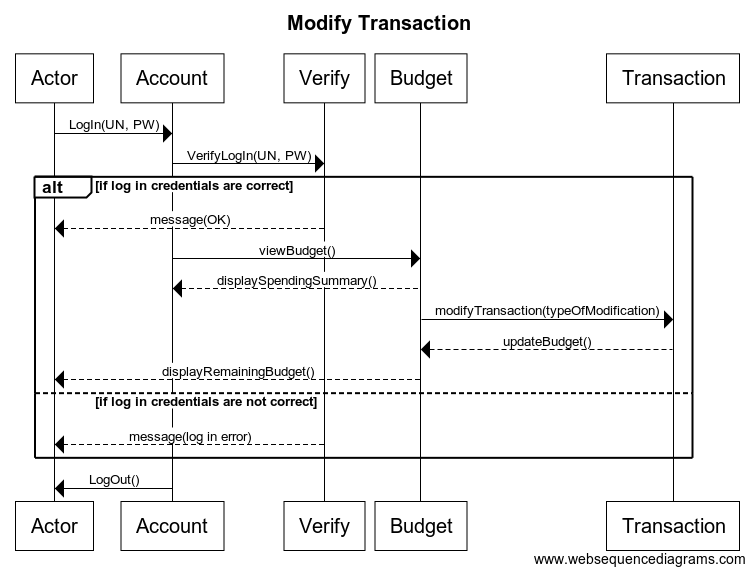 Modify Transaction
Actor Account Verify Budget Transaction
LogIn(UN, PW)
VerifyLogIn(UN, PW)
alt [if log in credentials are correct]
message(OK)
viewBudget()
displaySpendingSummary()
modifyTransaction(typeOfModification)
updateBudget()
displayRemainingBudget()
[if log in credentials are not correct]
message(log in error)
LogOut()
Actor Account Verify Budget Transaction
www.websequencediagrams.com